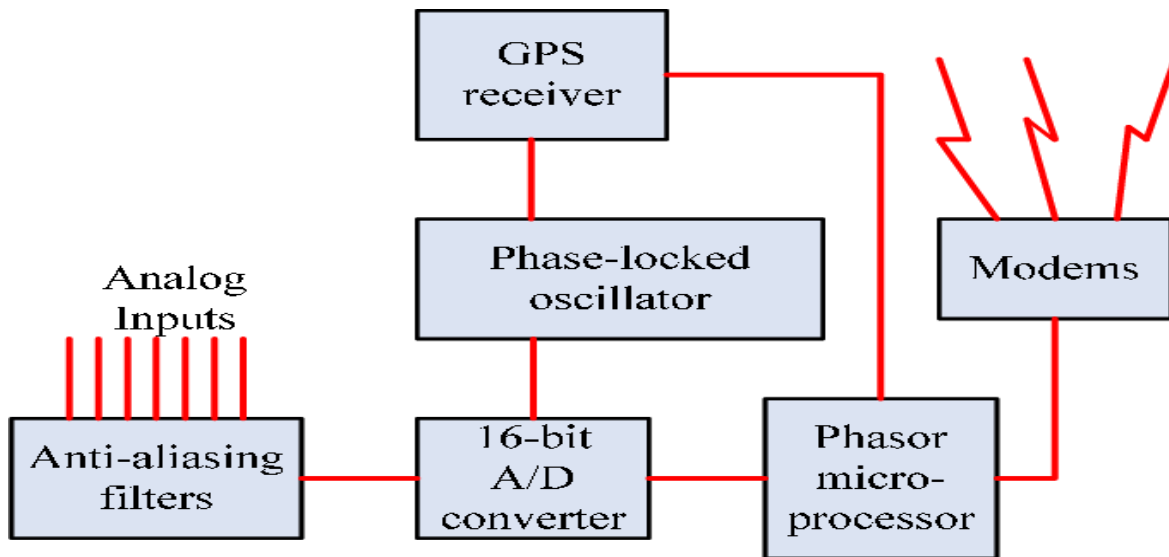 GPS
receiver
Phase-locked
oscillator
Modems
Analog
Inputs
Anti-aliasing
filters
16-bit
A/D
converter
Phasor
micro-
processor